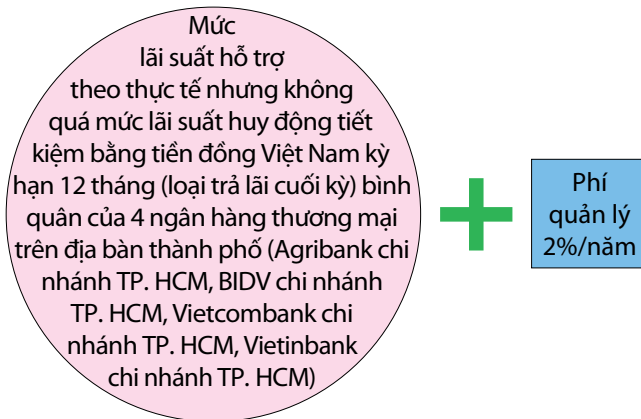 Mức
lãi suất hỗ trợ
theo thực tế nhưng không
quá mức lãi suất huy động tiết
kiệm bằng tiền đồng Việt Nam kỳ
hạn 12 tháng (loại trả lãi cuối kỳ) bình
quân của 4 ngân hàng thương mại
trên địa bàn thành phố (Agribank chi
nhánh TP. HCM, BIDV chi nhánh
TP. HCM, Vietcombank chi
nhánh TP. HCM, Vietinbank
chi nhánh TP. HCM)
+
Phí
quản lý
2%/năm